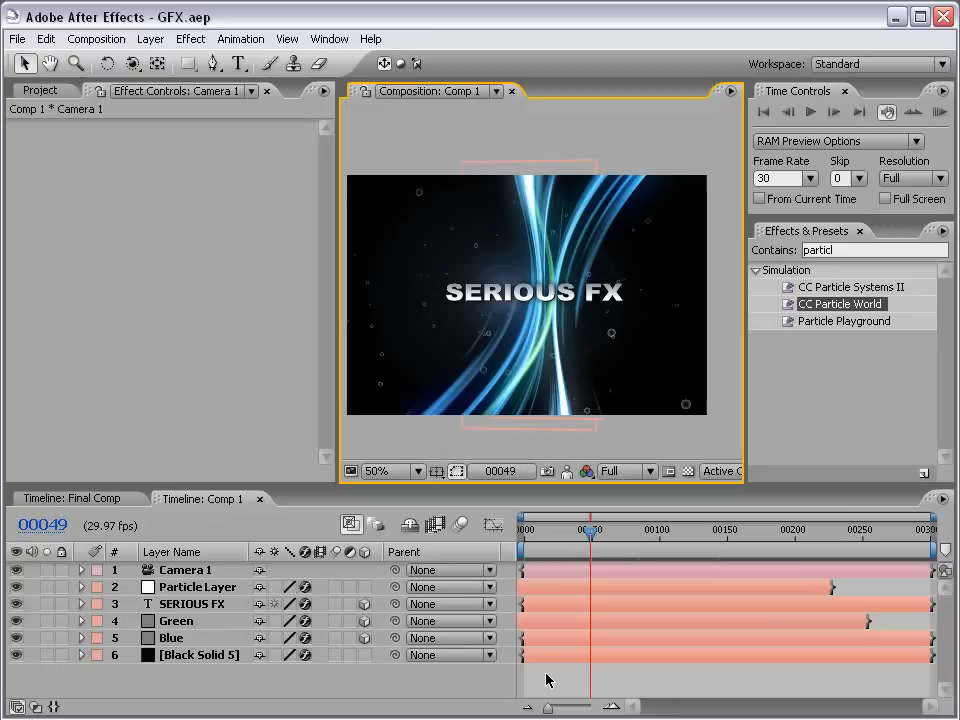 Adobe After Effects - GFX.aep
File Edit Composition Layer Effect Animation View Window Help
Workspace: Standard
Project Effect Controls: Camera 1
Comp 1 * Camera 1
Composition: Comp 1
SERIOUS FX
50% 00049 Full Active C
Time Controls
RAM Preview Options
Frame Rate Skip Resolution
30 0 Full
From Current Time Full Screen
Effects & Presets
Contains: particl
Simulation
CC Particle Systems II
CC Particle World
Particle Playground
Timeline: Final Comp Timeline: Comp 1
00049 (29.97 fps)
0000 00100 00150 00200 00250 0030
# Layer Name Parent
1 Camera 1 None
2 Particle Layer None
3 T SERIOUS FX None
4 Green None
5 Blue None
6 [Black Solid 5] None